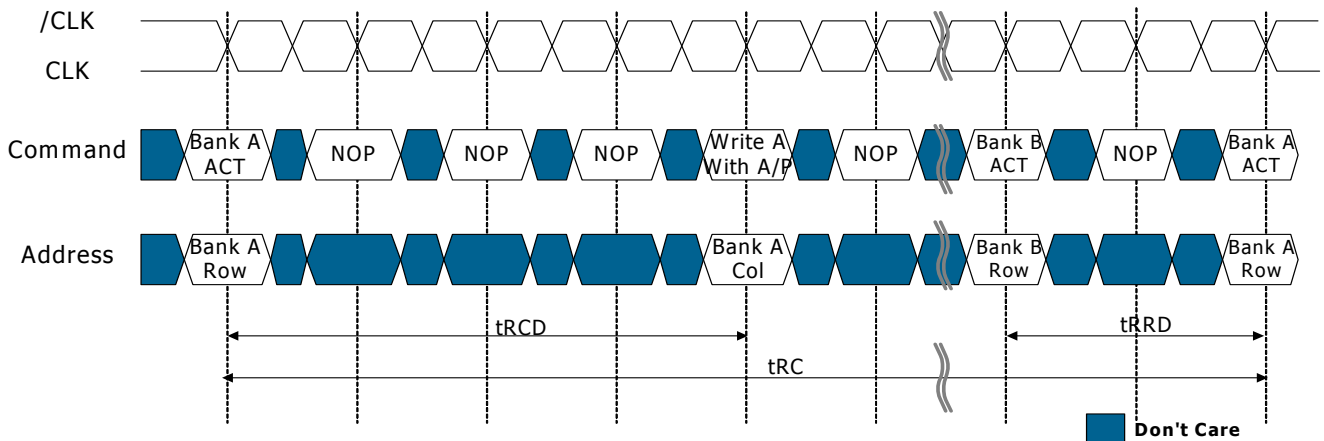 /CLK
CLK
Command
Bank A
ACT
NOP
NOP
NOP
Write A
With A/P
NOP
Bank B
ACT
NOP
Bank A
ACT
Address
Bank A
Row
Bank A
Col
Bank B
Row
Bank A
Row
tRCD
tRRD
tRC
Don't Care